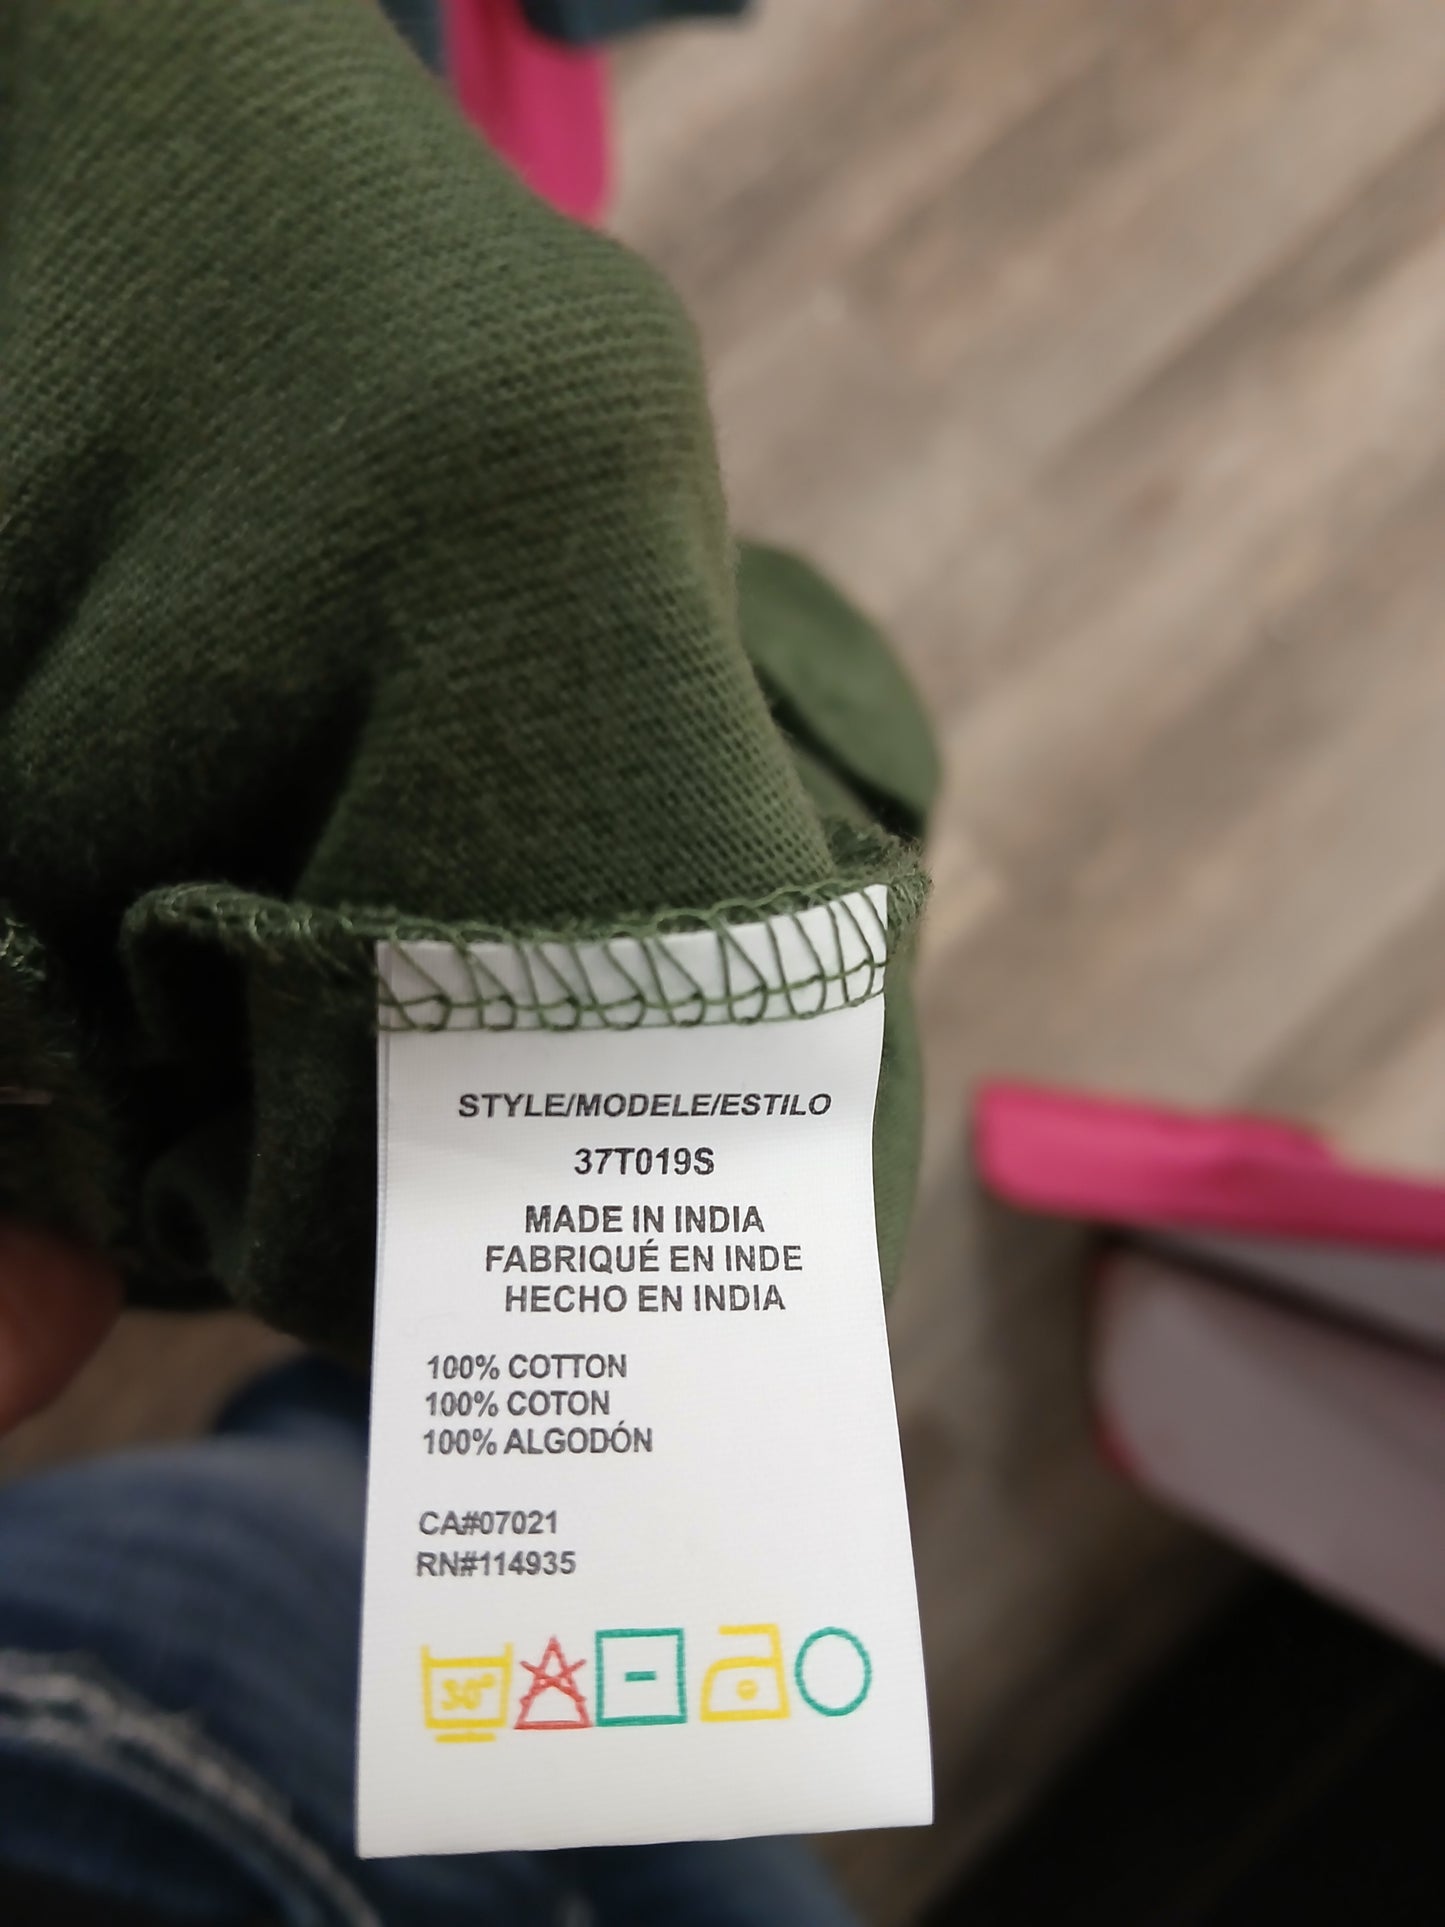 STYLE/MODELE/ESTILO
37T019S
MADE IN INDIA
FABRIQUÉ EN INDE
HECHO EN INDIA
100% COTTON
100% COTON
100% ALGODÓN
CA#07021
RN#114935
30°